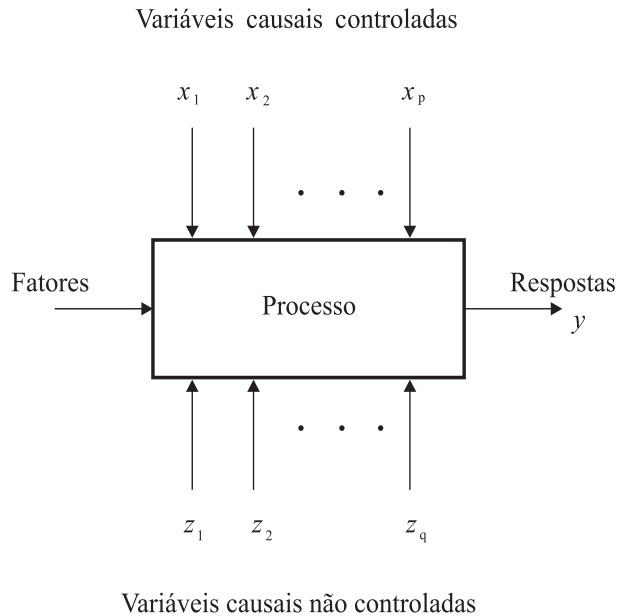 Variáveis causais controladas
x1 x2 xp
. . .
Fatores
Processo
Respostas
y
. . .
z1 z2 zq
Variáveis causais não controladas